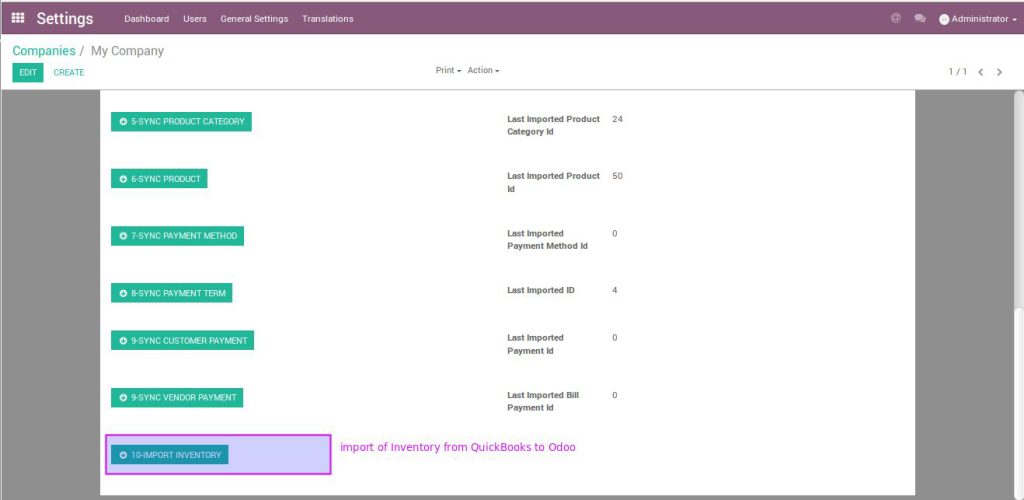 Settings Dashboard Users General Settings Translations Administrator
Companies / My Company
EDIT CREATE Print Action 1 / 1
5-SYNC PRODUCT CATEGORY Last Imported Product 24
Category Id
6-SYNC PRODUCT Last Imported Product 50
Id
7-SYNC PAYMENT METHOD Last Imported 0
Payment Method Id
8-SYNC PAYMENT TERM Last Imported ID 4
9-SYNC CUSTOMER PAYMENT Last Imported 0
Payment Id
9-SYNC VENDOR PAYMENT Last Imported Bill 0
Payment Id
10-IMPORT INVENTORY import of Inventory from QuickBooks to Odoo